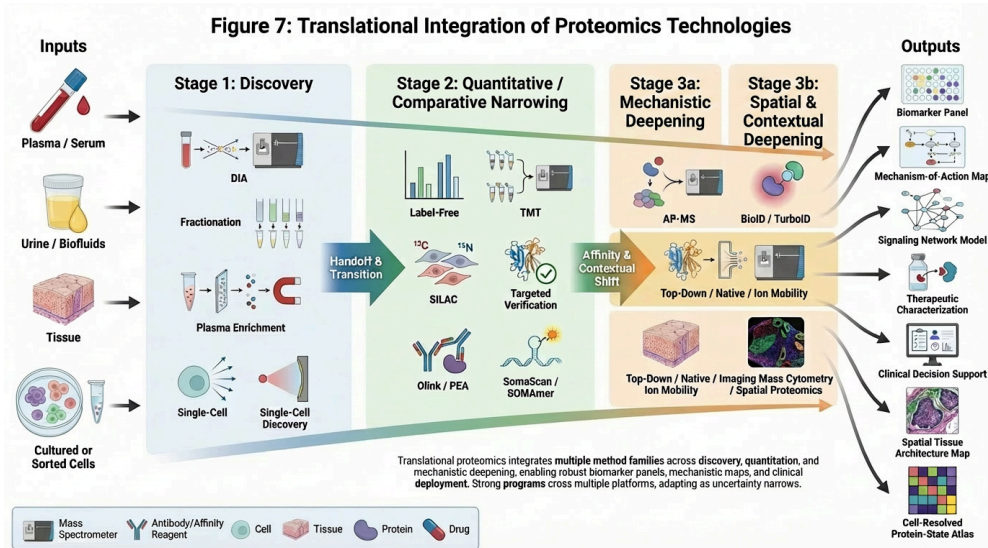 Figure 7: Translational Integration of Proteomics Technologies
Inputs
Plasma / Serum
Urine / Biofluids
Tissue
Cultured or
Sorted Cells
Stage 1: Discovery
DIA
Fractionation
Plasma Enrichment
Single-Cell
Single-Cell
Diecovery
Handoff &
Transition
Stage 2: Quantitative /
Comparative Narrowing
Label-Free
TMT
13C
15N
SILAC
Targeted
Verification
Olink / PEA
SomaScan /
SOMAmer
Affinity &
Contextual
Shift
Stage 3a:
Mechanistic
Deepening
Stage 3b:
Spatial &
Contextual
Deepening
AP-MS
BioID / TurboID
Top-Down / Native / Ion Mobility
Top-Down / Native /
Ion Mobility
Imaging Mass Cytometry
/ Spatial Proteomics
Outputs
Biomarker Panel
Mechanism-of-Action Map
Signaling Network Model
Therapeutic
Characterization
Clinical Decision Support
Spatial Tissue
Architecture Map
Cell-Resolved
Protein-State Atlas
Translational proteomics integrates multiple method families across discovery, quantitation, and
mechanistic deepening, enabling robust biomarker panels, mechanistic maps, and clinical
deployment. Strong programs cross multiple platforms, adapting as uncertainty narrows.
Mass
Spectrometer
Antibody/Affinity
Reagent
Cell
Tissue
Protein
Drug